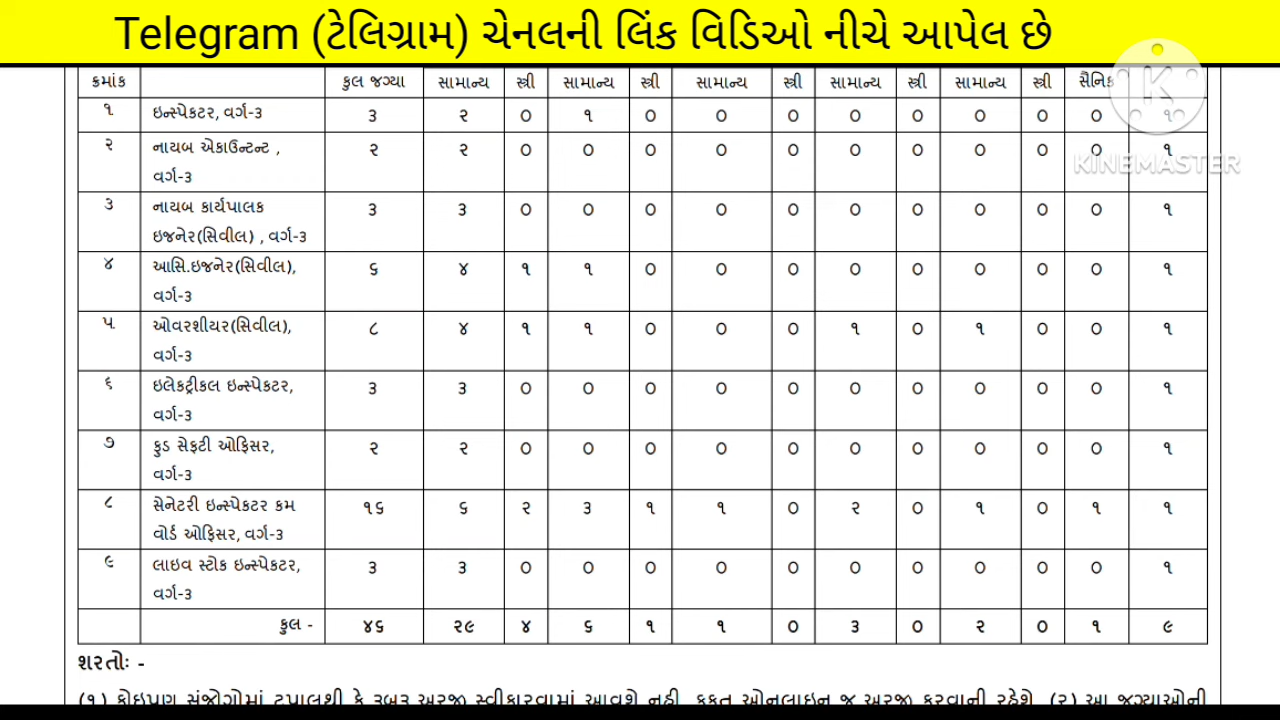 Telegram (ટેલિગ્રામ) ચેનલની લિંક વિડિઓ નીચે આપેલ છે
ક્રમાંક કુલ જગ્યા સામાન્ય સ્ત્રી સામાન્ય સ્ત્રી સામાન્ય સ્ત્રી સામાન્ય સ્ત્રી સામાન્ય સ્ત્રી સૈનિક
૧ ઇન્સ્પેકટર, વર્ગ-૩ ૩ ૨ ૦ ૧ ૦ ૦ ૦ ૦ ૦ ૦ ૦ ૦ ૧
KINEMASTER
૨ નાયબ એકાઉન્ટન્ટ , ૨ ૨ ૦ ૦ ૦ ૦ ૦ ૦ ૦ ૦ ૦ ૦ ૧
વર્ગ-૩
૩ નાયબ કાર્યપાલક ૩ ૩ ૦ ૦ ૦ ૦ ૦ ૦ ૦ ૦ ૦ ૦ ૧
ઇજનેર(સિવીલ) , વર્ગ-૩
૪ આસિ.ઇજનેર(સિવીલ), ૬ ૪ ૧ ૧ ૦ ૦ ૦ ૦ ૦ ૦ ૦ ૦ ૧
વર્ગ-૩
૫ ઓવરશીયર(સિવીલ), ૮ ૪ ૧ ૧ ૦ ૦ ૦ ૧ ૦ ૧ ૦ ૦ ૧
વર્ગ-૩
૬ ઇલેકટ્રીકલ ઇન્સ્પેકટર, ૩ ૩ ૦ ૦ ૦ ૦ ૦ ૦ ૦ ૦ ૦ ૦ ૧
વર્ગ-૩
૭ ફુડ સેફટી ઓફિસર, ૨ ૨ ૦ ૦ ૦ ૦ ૦ ૦ ૦ ૦ ૦ ૦ ૧
વર્ગ-૩
૮ સેનેટરી ઇન્સ્પેકટર કમ ૧૬ ૬ ૨ ૩ ૧ ૧ ૦ ૨ ૦ ૧ ૦ ૧ ૧
વોર્ડ ઓફિસર, વર્ગ-૩
૯ લાઇવ સ્ટોક ઇન્સ્પેકટર, ૩ ૩ ૦ ૦ ૦ ૦ ૦ ૦ ૦ ૦ ૦ ૦ ૧
વર્ગ-૩
કુલ - ૪૬ ૨૯ ૪ ૬ ૧ ૧ ૦ ૩ ૦ ૨ ૦ ૧ ૯
શરતોઃ -
(૧) કોઇપણ સંજોગોમાં ટપાલથી કે રૂબરૂ અરજી સ્વીકારવામાં આવશે નહી. ફકત ઓનલાઇન જ અરજી કરવાની રહેશે. (૨) આ જગ્યાઓની